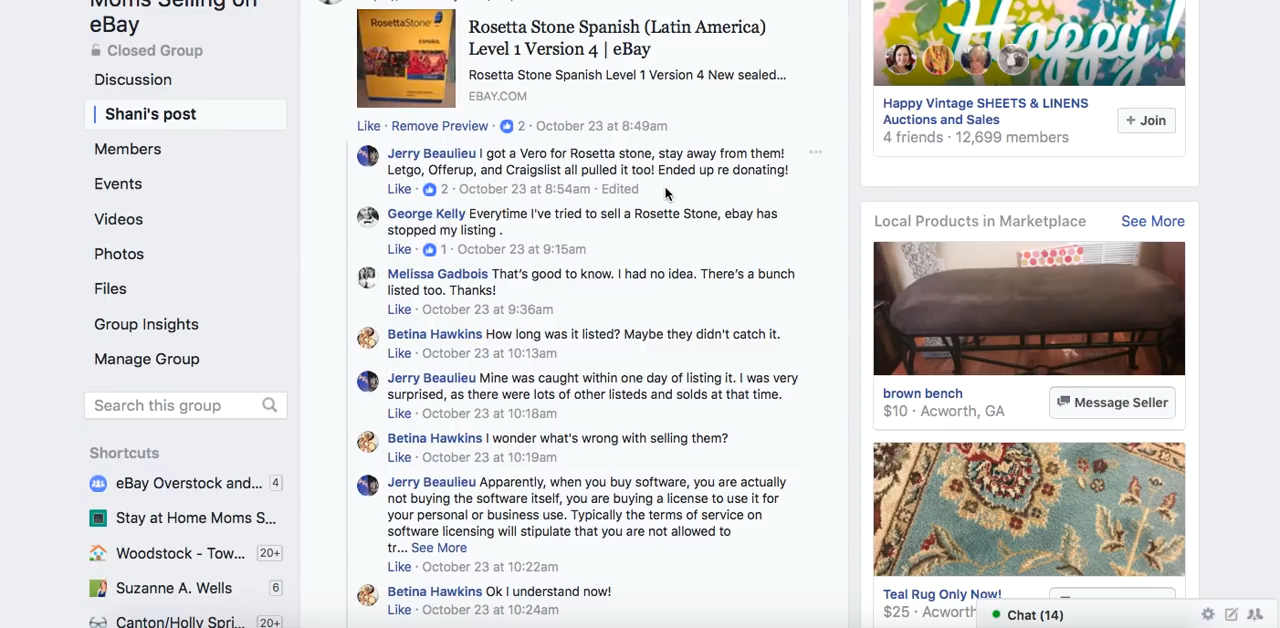 Moms Selling on
eBay
Closed Group
Discussion
Shani's post
Members
Events
Videos
Photos
Files
Group Insights
Manage Group
Search this group
Shortcuts
eBay Overstock and... 4
Stay at Home Moms S...
Woodstock - Tow... 20+
Suzanne A. Wells 6
Canton/Holly Spri... 20+
RosettaStone
ESPAÑOL
Rosetta Stone Spanish (Latin America)
Level 1 Version 4 | eBay
Rosetta Stone Spanish Level 1 Version 4 New sealed...
EBAY.COM
Like · Remove Preview · 2 · October 23 at 8:49am
Jerry Beaulieu I got a Vero for Rosetta stone, stay away from them!
Letgo, Offerup, and Craigslist all pulled it too! Ended up re donating!
Like · 2 · October 23 at 8:54am · Edited
George Kelly Everytime I've tried to sell a Rosette Stone, ebay has
stopped my listing .
Like · 1 · October 23 at 9:15am
Melissa Gadbois That's good to know. I had no idea. There's a bunch
listed too. Thanks!
Like · October 23 at 9:36am
Betina Hawkins How long was it listed? Maybe they didn't catch it.
Like · October 23 at 10:13am
Jerry Beaulieu Mine was caught within one day of listing it. I was very
surprised, as there were lots of other listeds and solds at that time.
Like · October 23 at 10:18am
Betina Hawkins I wonder what's wrong with selling them?
Like · October 23 at 10:19am
Jerry Beaulieu Apparently, when you buy software, you are actually
not buying the software itself, you are buying a license to use it for
your personal or business use. Typically the terms of service on
software licensing will stipulate that you are not allowed to
tr... See More
Like · October 23 at 10:22am
Betina Hawkins Ok I understand now!
Like · October 23 at 10:24am
Happy!
Happy Vintage SHEETS & LINENS
Auctions and Sales
4 friends · 12,699 members
+ Join
Local Products in Marketplace See More
brown bench
$10 · Acworth, GA
Message Seller
Teal Rug Only Now!
$25 · Acworth
Chat (14)